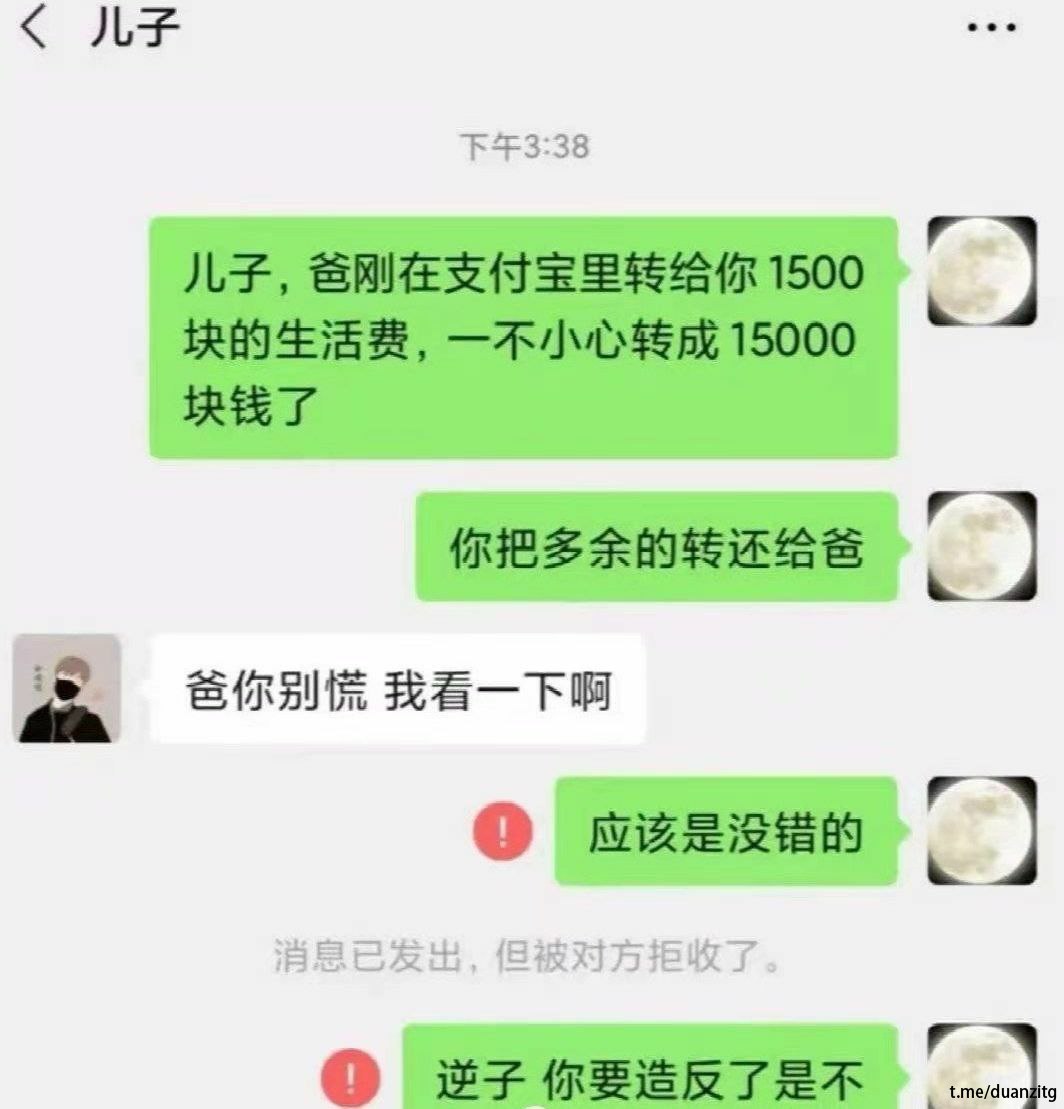 儿子
下午3:38
儿子，爸刚在支付宝里转给你 1500
块的生活费，一不小心转成 15000
块钱了
你把多余的转还给爸
爸你别慌 我看一下啊
应该是没错的
消息已发出，但被对方拒收了。
逆子 你要造反了是不
t.me/duanzitg